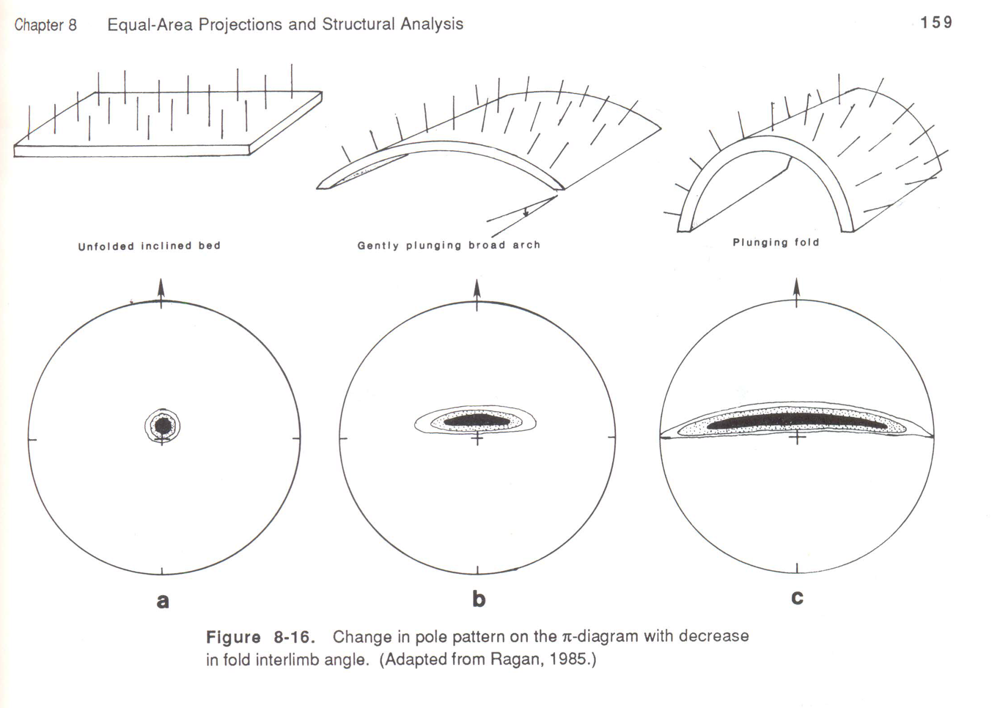 Chapter 8 Equal-Area Projections and Structural Analysis 159
Unfolded inclined bed
Gently plunging broad arch
Plunging fold
a
b
c
Figure 8-16. Change in pole pattern on the π-diagram with decrease
in fold interlimb angle. (Adapted from Ragan, 1985.)